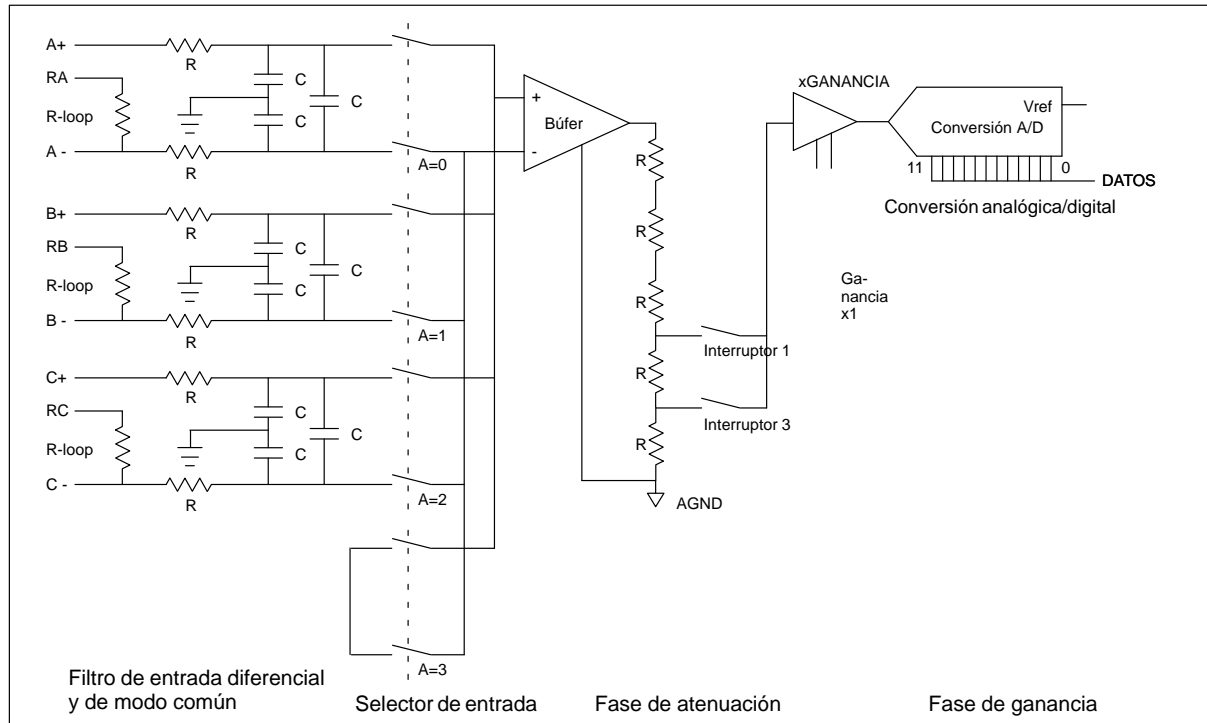 A+
R
RA
R-loop
C
C
C
A -
R
A=0
B+
R
RB
R-loop
C
C
C
B -
R
A=1
C+
R
RC
R-loop
C
C
C
C -
R
A=2
A=3
+
Búfer
-
R
R
R
R
R
Interruptor 1
Interruptor 3
AGND
xGANANCIA
Vref
Conversión A/D
11
0
DATOS
Conversión analógica/digital
Ga-
nancia
x1
Filtro de entrada diferencial
y de modo común
Selector de entrada
Fase de atenuación
Fase de ganancia